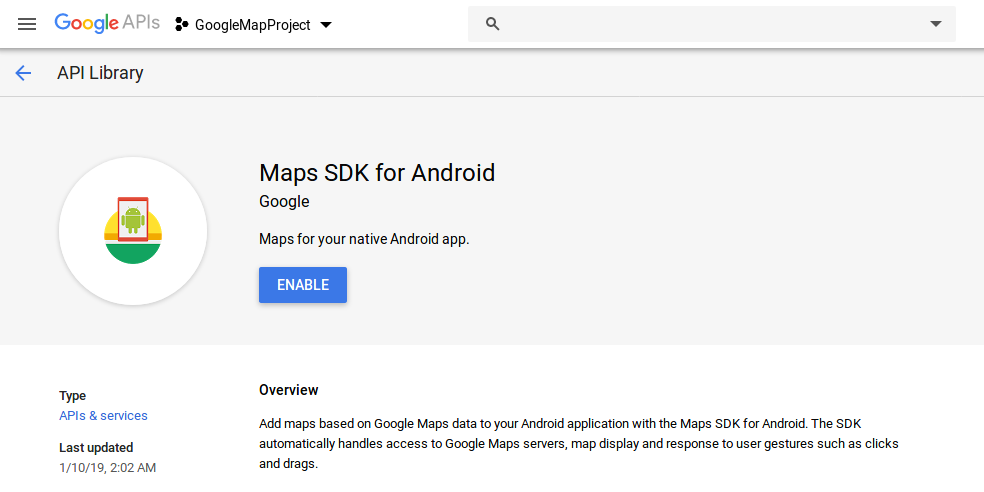 Google APIs GoogleMapProject
API Library
Maps SDK for Android
Google
Maps for your native Android app.
ENABLE
Type
APIs & services
Last updated
1/10/19, 2:02 AM
Overview
Add maps based on Google Maps data to your Android application with the Maps SDK for Android. The SDK
automatically handles access to Google Maps servers, map display and response to user gestures such as clicks
and drags.